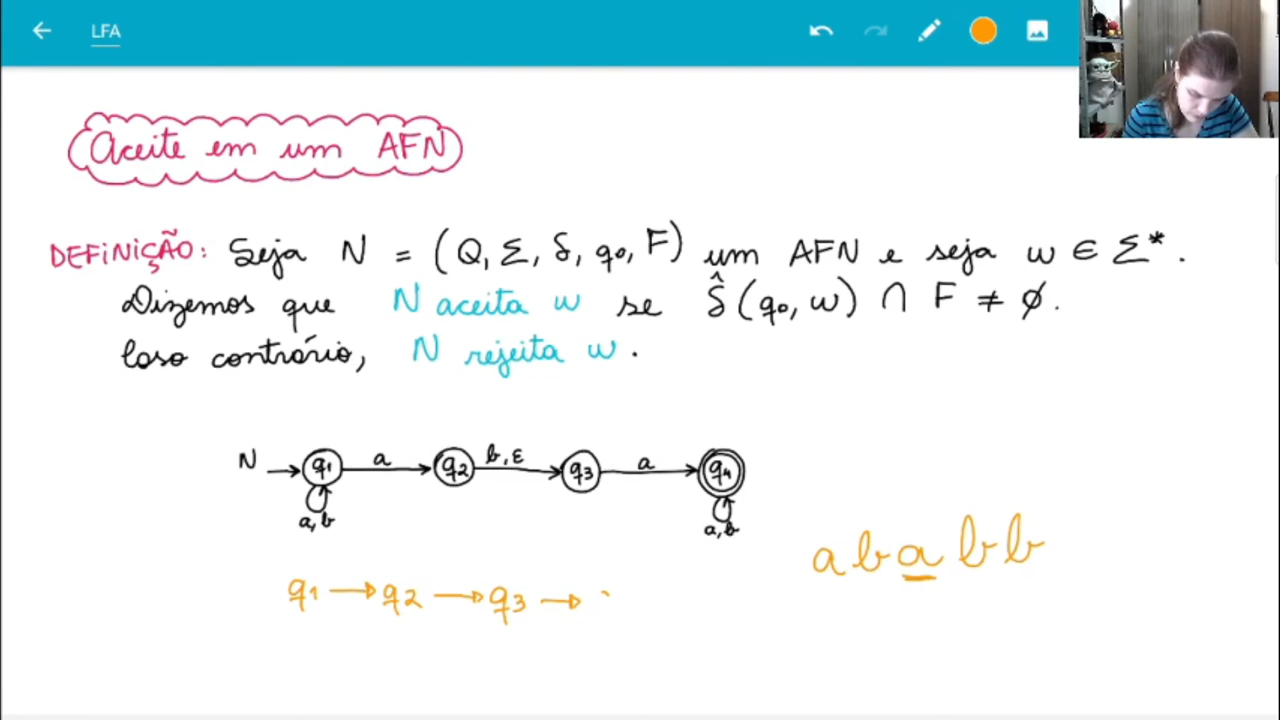 LFA
Aceite em um AFN
DEFINIÇÃO: Seja N = (Q, Σ, δ, q₀, F) um AFN e seja w ∈ Σ*.
Dizemos que N aceita w se δ̂(q₀, w) ∩ F ≠ ∅.
Caso contrário, N rejeita w.
N → q₁ a q₂ b, ε q₃ a q₄
a, b a, b
a b a b b
q₁ → q₂ → q₃ →